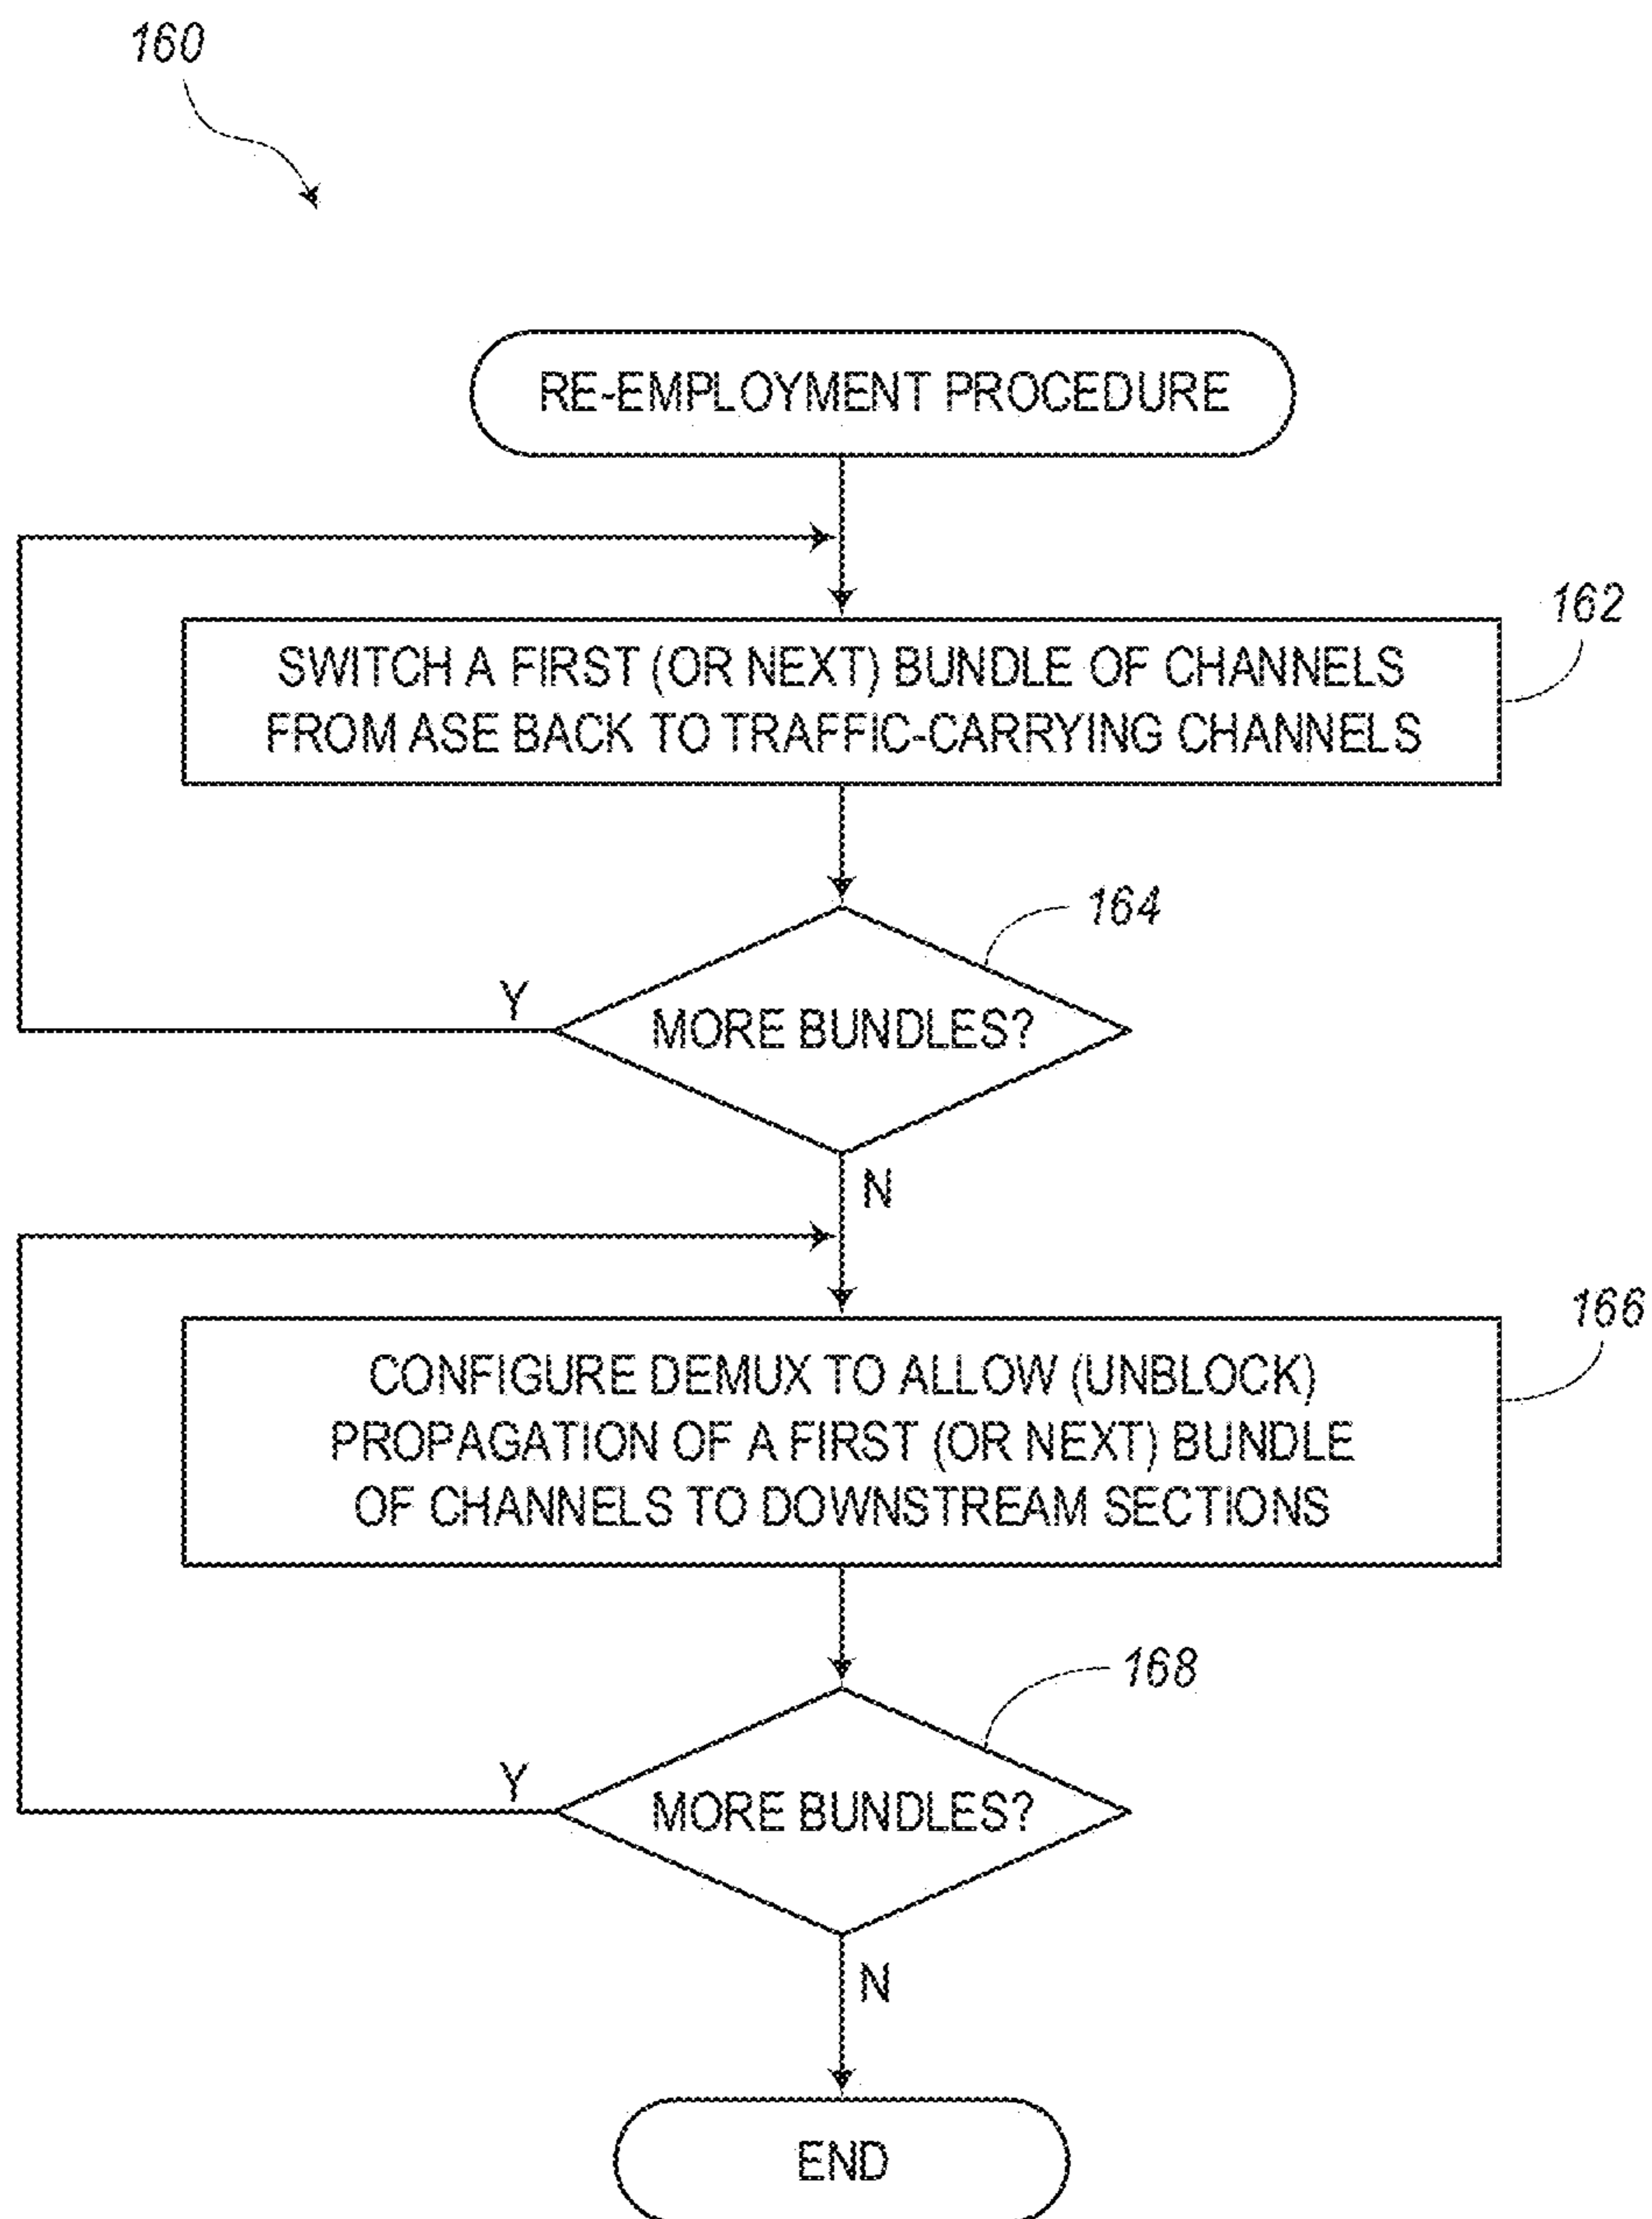 160
RE-EMPLOYMENT PROCEDURE
162
SWITCH A FIRST (OR NEXT) BUNDLE OF CHANNELS
FROM ASE BACK TO TRAFFIC-CARRYING CHANNELS
164
Y
MORE BUNDLES?
N
166
CONFIGURE DEMUX TO ALLOW (UNBLOCK)
PROPAGATION OF A FIRST (OR NEXT) BUNDLE
OF CHANNELS TO DOWNSTREAM SECTIONS
168
Y
MORE BUNDLES?
N
END